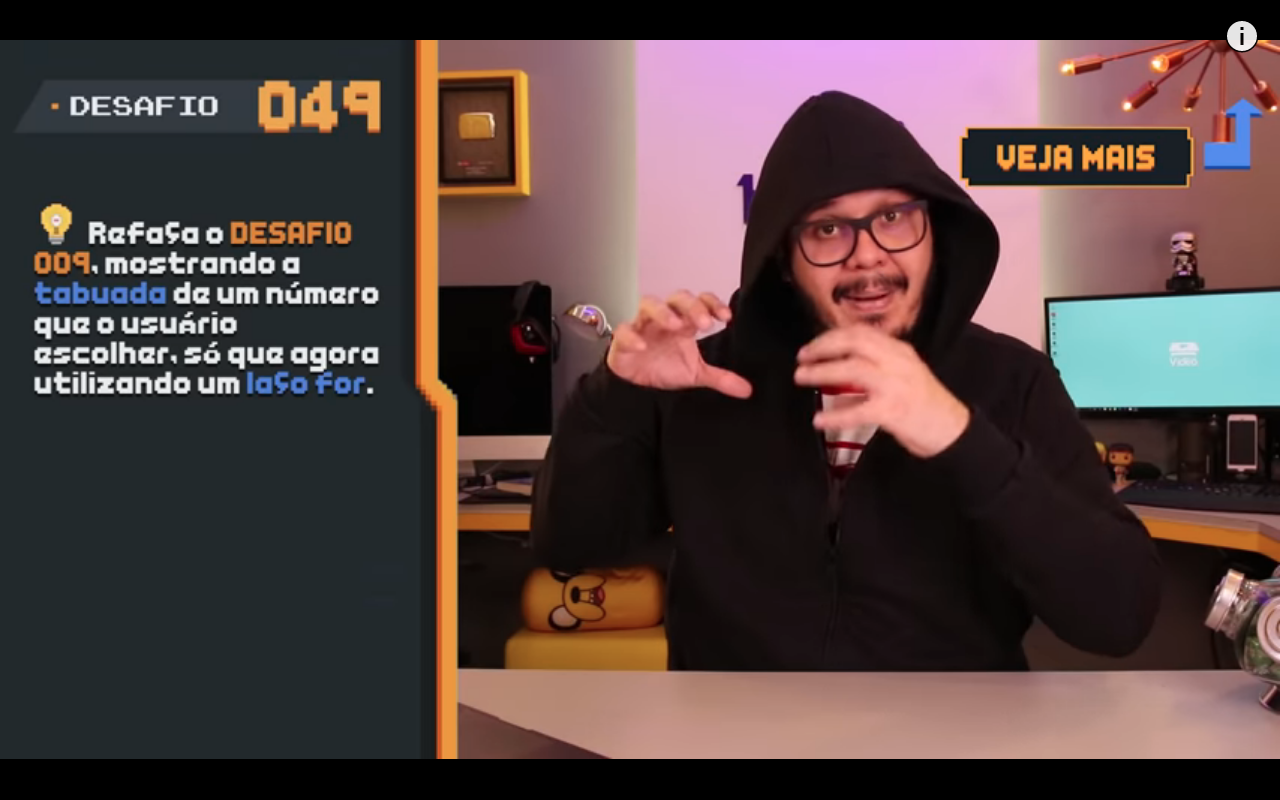 DESAFIO 049
Refaça o DESAFIO
009, mostrando a
tabuada de um número
que o usuário
escolher, só que agora
utilizando um laço for.
VEJA MAIS
i
Vidéo